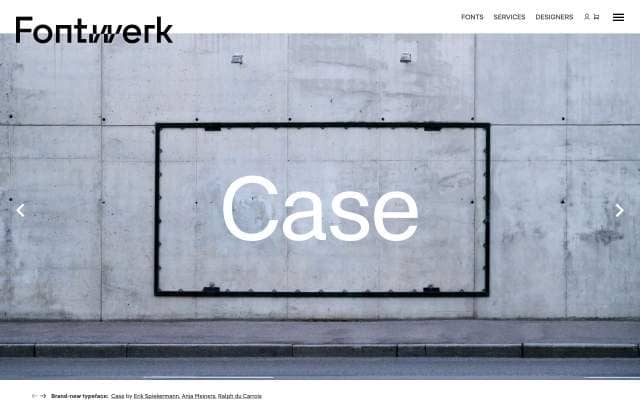 Fontwerk
FONTS SERVICES DESIGNERS
Case
Brand-new typeface: Case by Erik Spiekermann, Anja Meiners, Ralph du Carrois